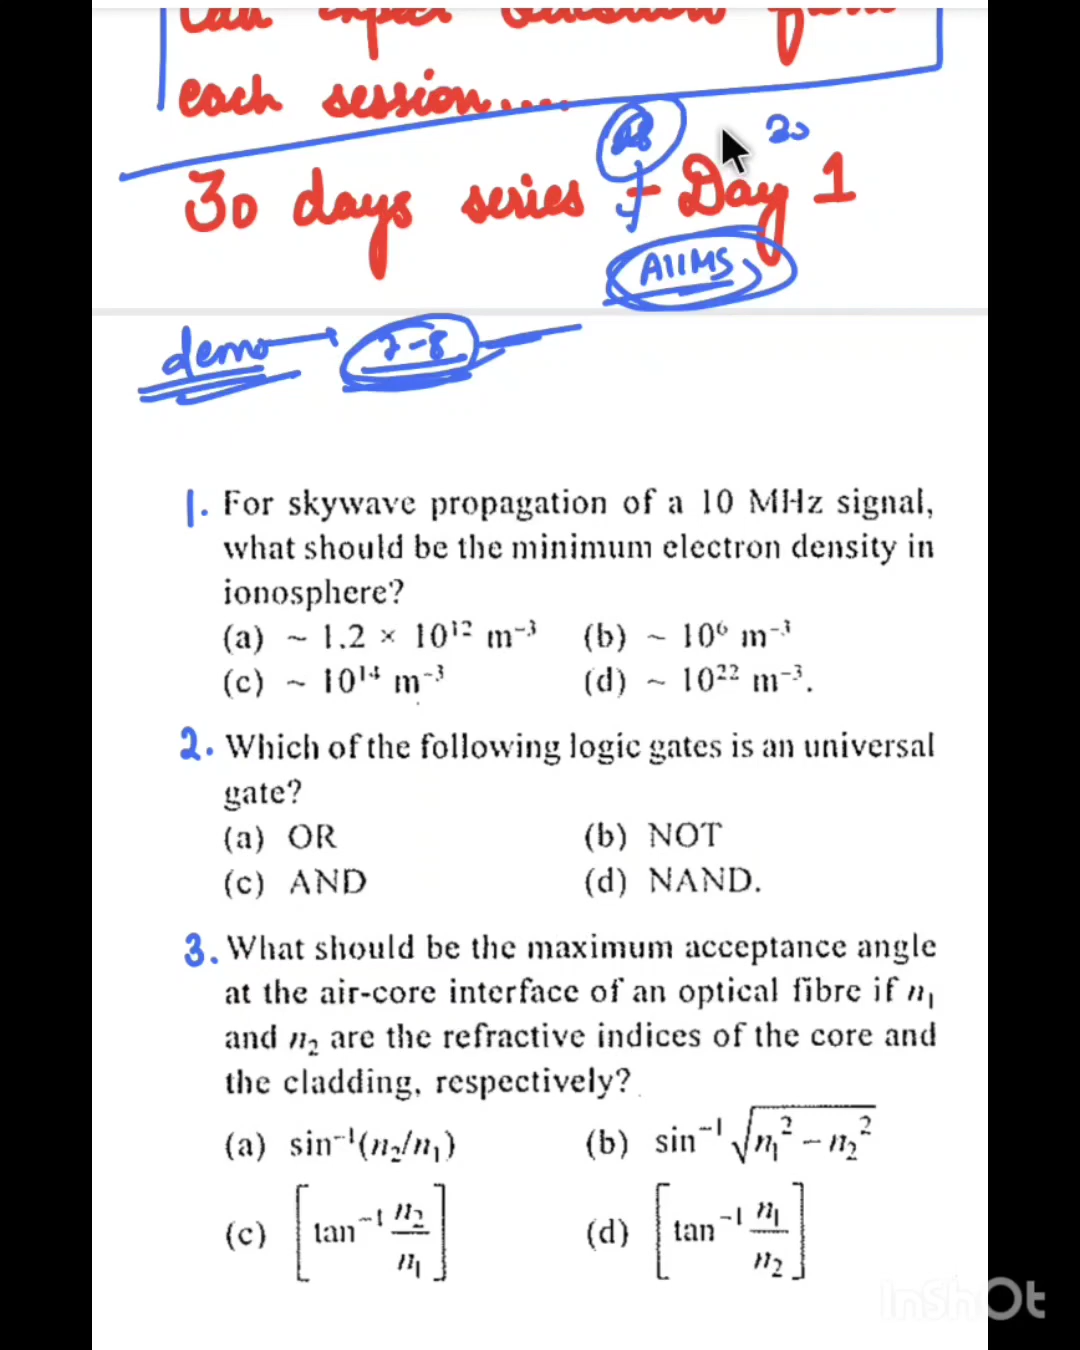 each session....
30 days series - Day 1
AIIMS
demo → 7-8
1. For skywave propagation of a 10 MHz signal,
what should be the minimum electron density in
ionosphere?
(a) ~ 1.2 × 10¹² m⁻³ (b) ~ 10⁶ m⁻³
(c) ~ 10¹⁴ m⁻³ (d) ~ 10²² m⁻³.
2. Which of the following logic gates is an universal
gate?
(a) OR (b) NOT
(c) AND (d) NAND.
3. What should be the maximum acceptance angle
at the air-core interface of an optical fibre if n₁
and n₂ are the refractive indices of the core and
the cladding, respectively?
(a) sin⁻¹(n₂/n₁) (b) sin⁻¹ √(n₁² – n₂²)
(c) [tan⁻¹ n₂/n₁] (d) [tan⁻¹ n₁/n₂]
InShOt